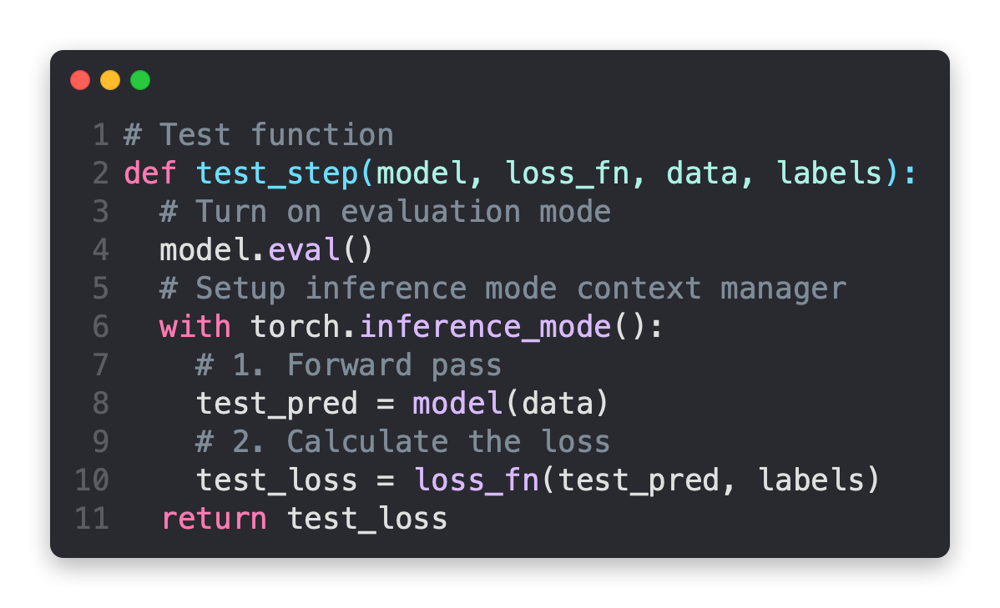 1 # Test function
2 def test_step(model, loss_fn, data, labels):
3   # Turn on evaluation mode
4   model.eval()
5   # Setup inference mode context manager
6   with torch.inference_mode():
7     # 1. Forward pass
8     test_pred = model(data)
9     # 2. Calculate the loss
10     test_loss = loss_fn(test_pred, labels)
11   return test_loss